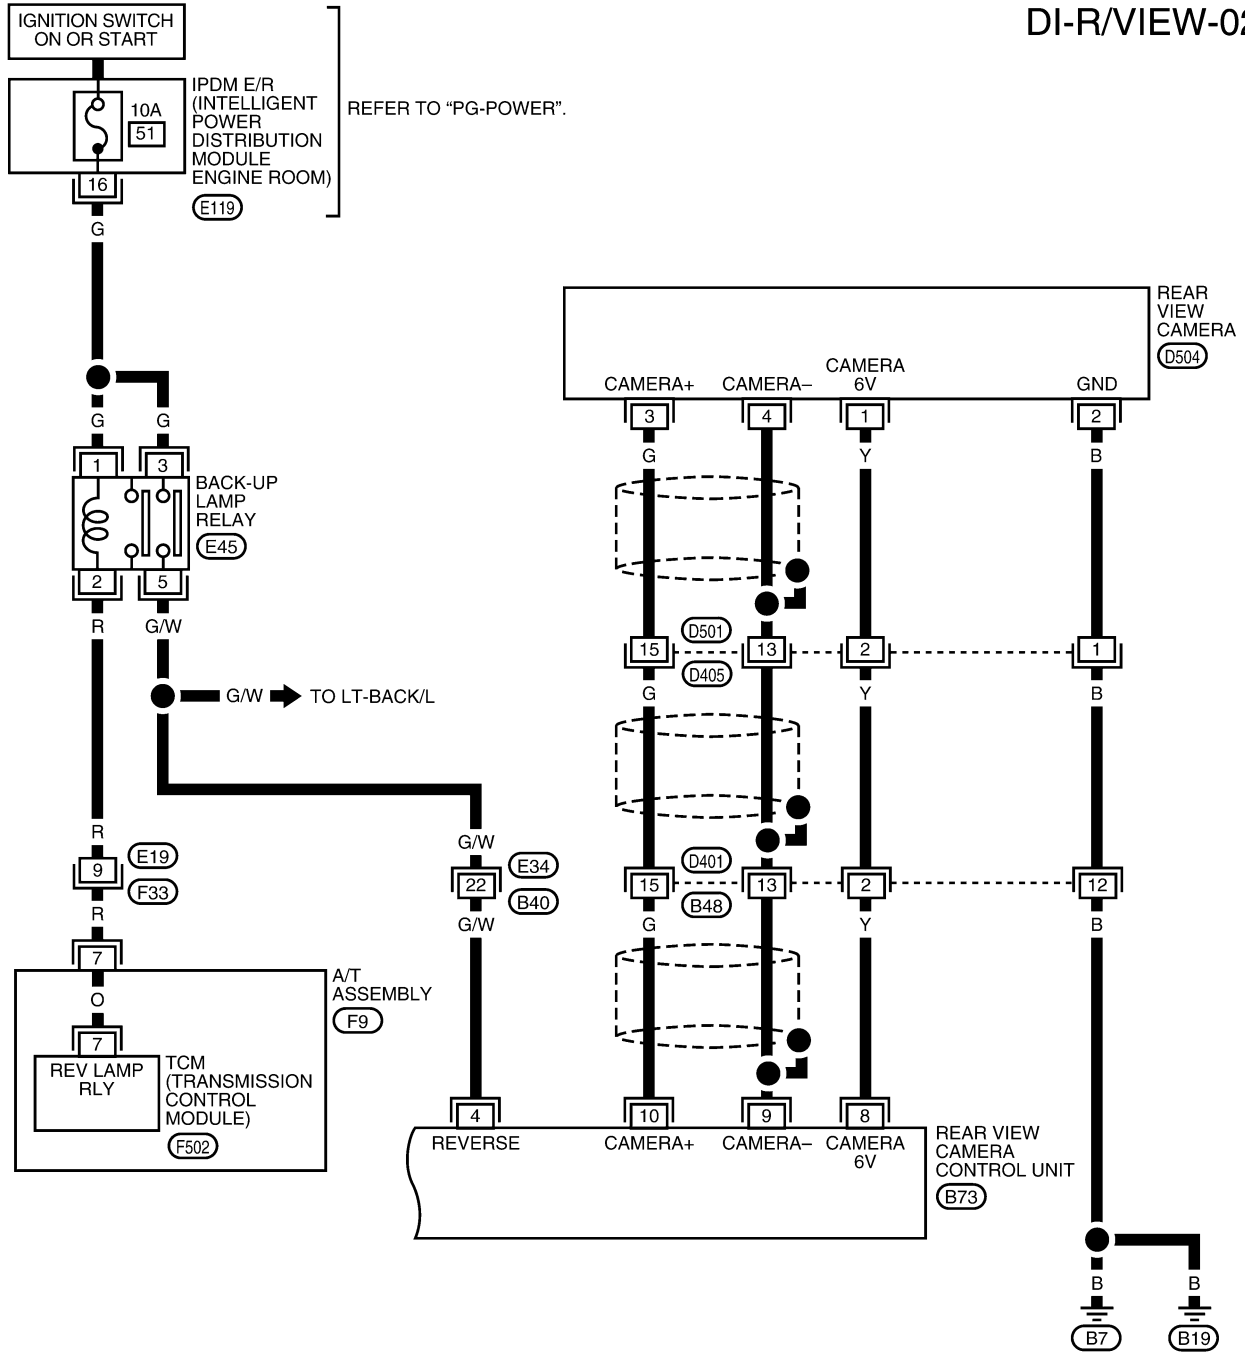 DI-R/VIEW-02
IGNITION SWITCH
ON OR START
IPDM E/R
(INTELLIGENT
POWER
DISTRIBUTION
MODULE
ENGINE ROOM)
E119
10A
51
16
REFER TO “PG-POWER”.
G
G
G
1
3
BACK-UP
LAMP
RELAY
E45
2
5
R
G/W
G/W
TO LT-BACK/L
R
9
E19
F33
R
7
A/T
ASSEMBLY
F9
O
7
REV LAMP
RLY
TCM
(TRANSMISSION
CONTROL
MODULE)
F502
G/W
22
E34
B40
G/W
4
REVERSE
REAR
VIEW
CAMERA
D504
CAMERA+
CAMERA–
CAMERA
6V
GND
3
4
1
2
G
Y
B
15
D501
D405
13
2
1
G
Y
B
15
D401
B48
13
2
12
G
Y
B
10
9
8
CAMERA+
CAMERA–
CAMERA
6V
REAR VIEW
CAMERA
CONTROL UNIT
B73
B
B
B7
B19